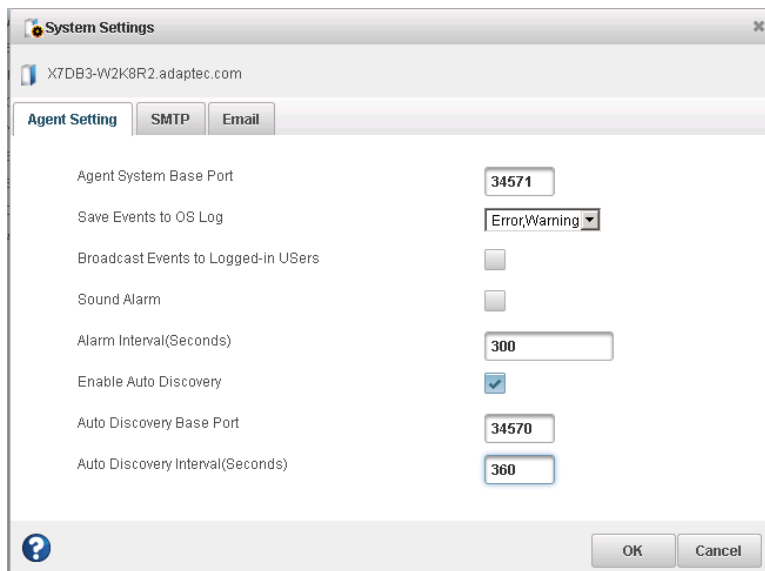 System Settings
X7DB3-W2K8R2.adaptec.com
Agent Setting SMTP Email
Agent System Base Port 34571
Save Events to OS Log Error,Warning
Broadcast Events to Logged-in USers
Sound Alarm
Alarm Interval(Seconds) 300
Enable Auto Discovery
Auto Discovery Base Port 34570
Auto Discovery Interval(Seconds) 360
? OK Cancel